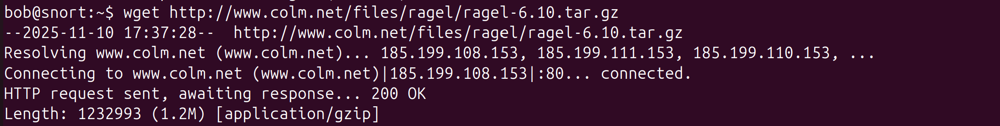 bob@snort:~$ wget http://www.colm.net/files/ragel/ragel-6.10.tar.gz
--2025-11-10 17:37:28--  http://www.colm.net/files/ragel/ragel-6.10.tar.gz
Resolving www.colm.net (www.colm.net)... 185.199.108.153, 185.199.111.153, 185.199.110.153, ...
Connecting to www.colm.net (www.colm.net)|185.199.108.153|:80... connected.
HTTP request sent, awaiting response... 200 OK
Length: 1232993 (1.2M) [application/gzip]